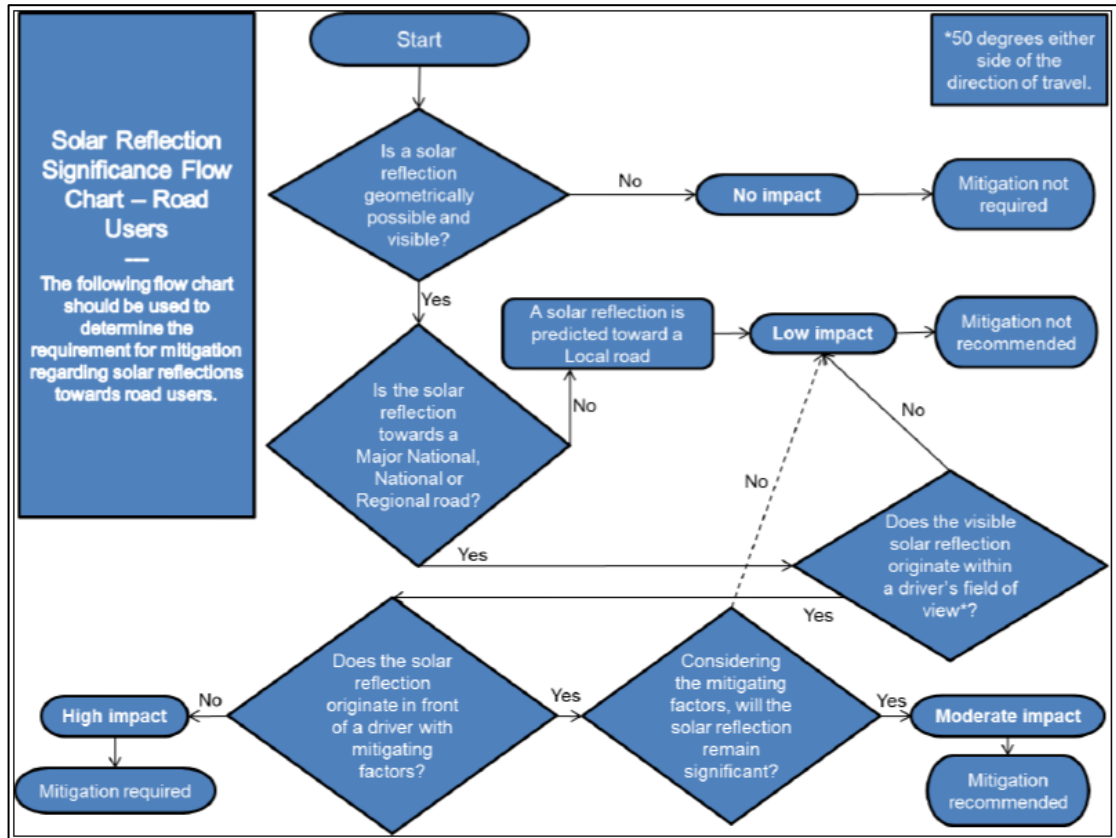 Solar Reflection
Significance Flow
Chart – Road
Users
---
The following flow chart
should be used to
determine the
requirement for mitigation
regarding solar reflections
towards road users.
Start
*50 degrees either
side of the
direction of travel.
Is a solar
reflection
geometrically
possible and
visible?
No
No impact
Mitigation not
required
Yes
Is the solar
reflection
towards a
Major National,
National or
Regional road?
No
A solar reflection is
predicted toward a
Local road
Low impact
Mitigation not
recommended
No
No
Yes
Does the visible
solar reflection
originate within
a driver's field of
view*?
Yes
Does the solar
reflection
originate in front
of a driver with
mitigating
factors?
No
High impact
Mitigation required
Yes
Considering
the mitigating
factors, will the
solar reflection
remain
significant?
Yes
Moderate impact
Mitigation
recommended